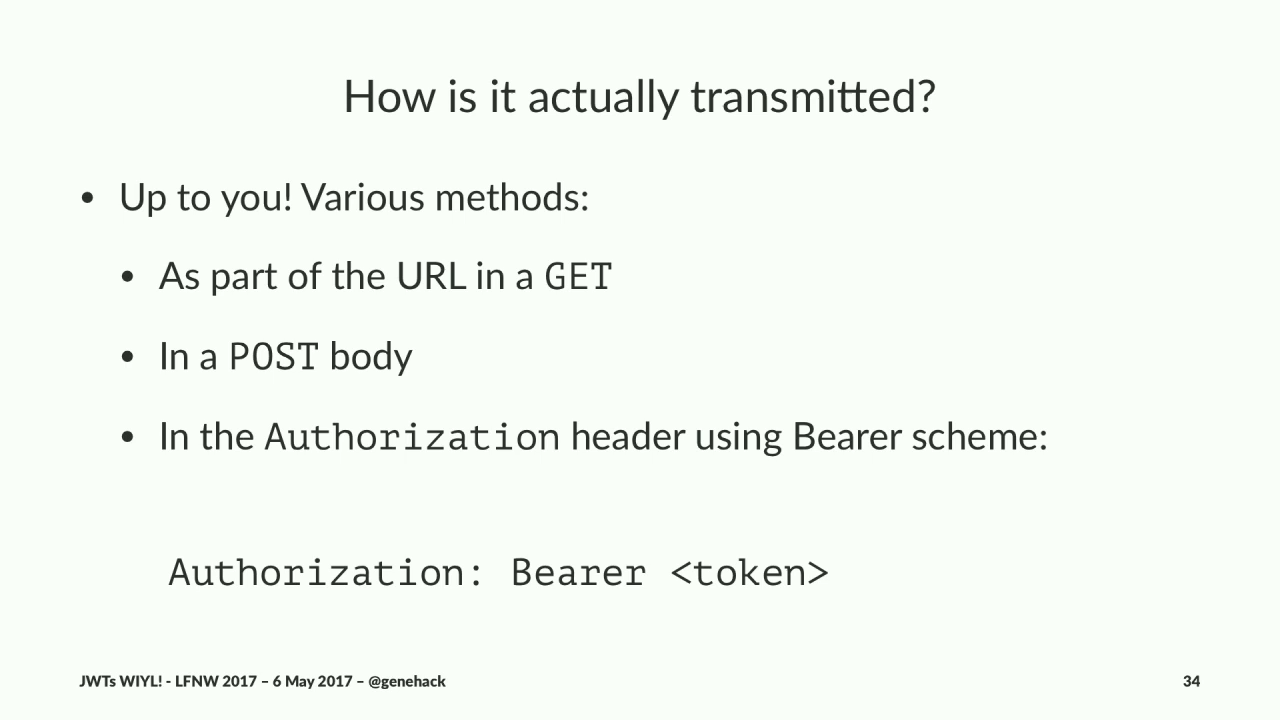 How is it actually transmitted?
• Up to you! Various methods:
• As part of the URL in a GET
• In a POST body
• In the Authorization header using Bearer scheme:
Authorization: Bearer <token>
JWTs WIYL! - LFNW 2017 – 6 May 2017 – @genehack
34